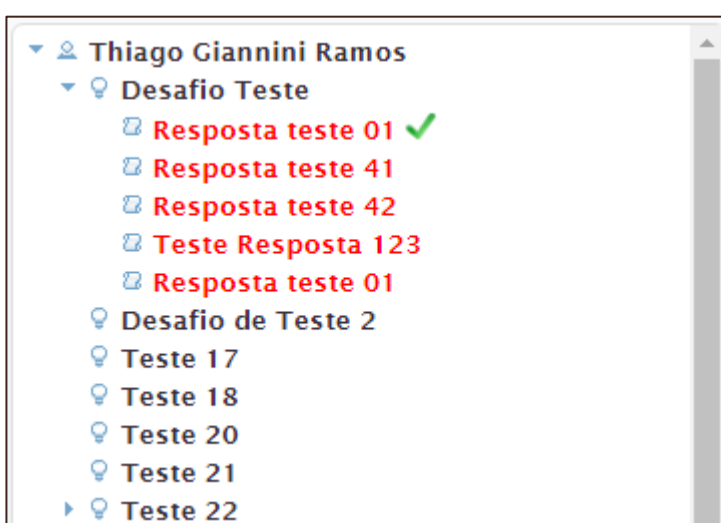 Thiago Giannini Ramos
Desafio Teste
Resposta teste 01
Resposta teste 41
Resposta teste 42
Teste Resposta 123
Resposta teste 01
Desafio de Teste 2
Teste 17
Teste 18
Teste 20
Teste 21
Teste 22